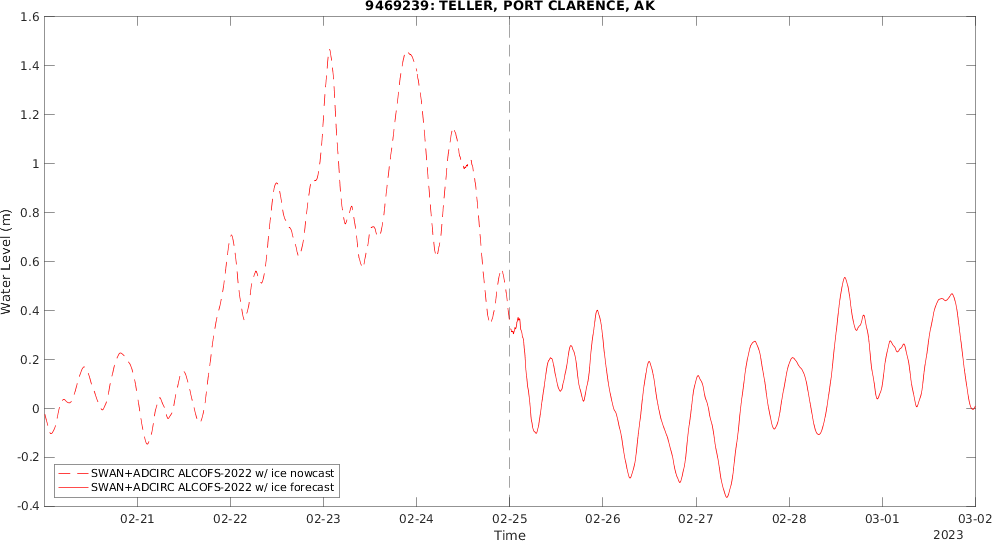 9469239: TELLER, PORT CLARENCE, AK
1.6
1.4
1.2
1
0.8
0.6
0.4
0.2
0
-0.2
-0.4
Water Level (m)
SWAN+ADCIRC ALCOFS-2022 w/ ice nowcast
SWAN+ADCIRC ALCOFS-2022 w/ ice forecast
02-21 02-22 02-23 02-24 02-25 02-26 02-27 02-28 03-01 03-02
Time
2023